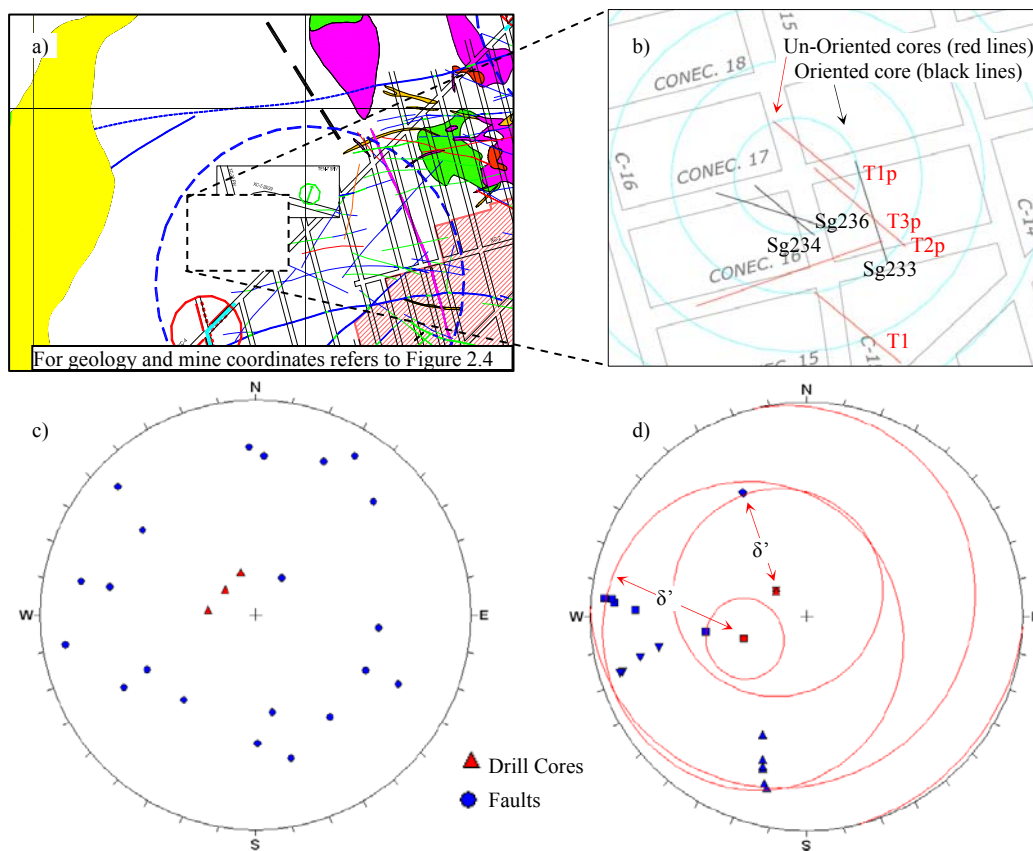 a)
For geology and mine coordinates refers to Figure 2.4
b)
Un-Oriented cores (red lines)
Oriented core (black lines)
15
CONEC. 18
C-16
CONEC. 17
T1p
Sg236
T3p
C-14
Sg234
T2p
CONEC. 16
Sg233
T1
CONEC. 15
c)
N
W
E
S
Drill Cores
Faults
d)
N
W
δ’
δ’
S